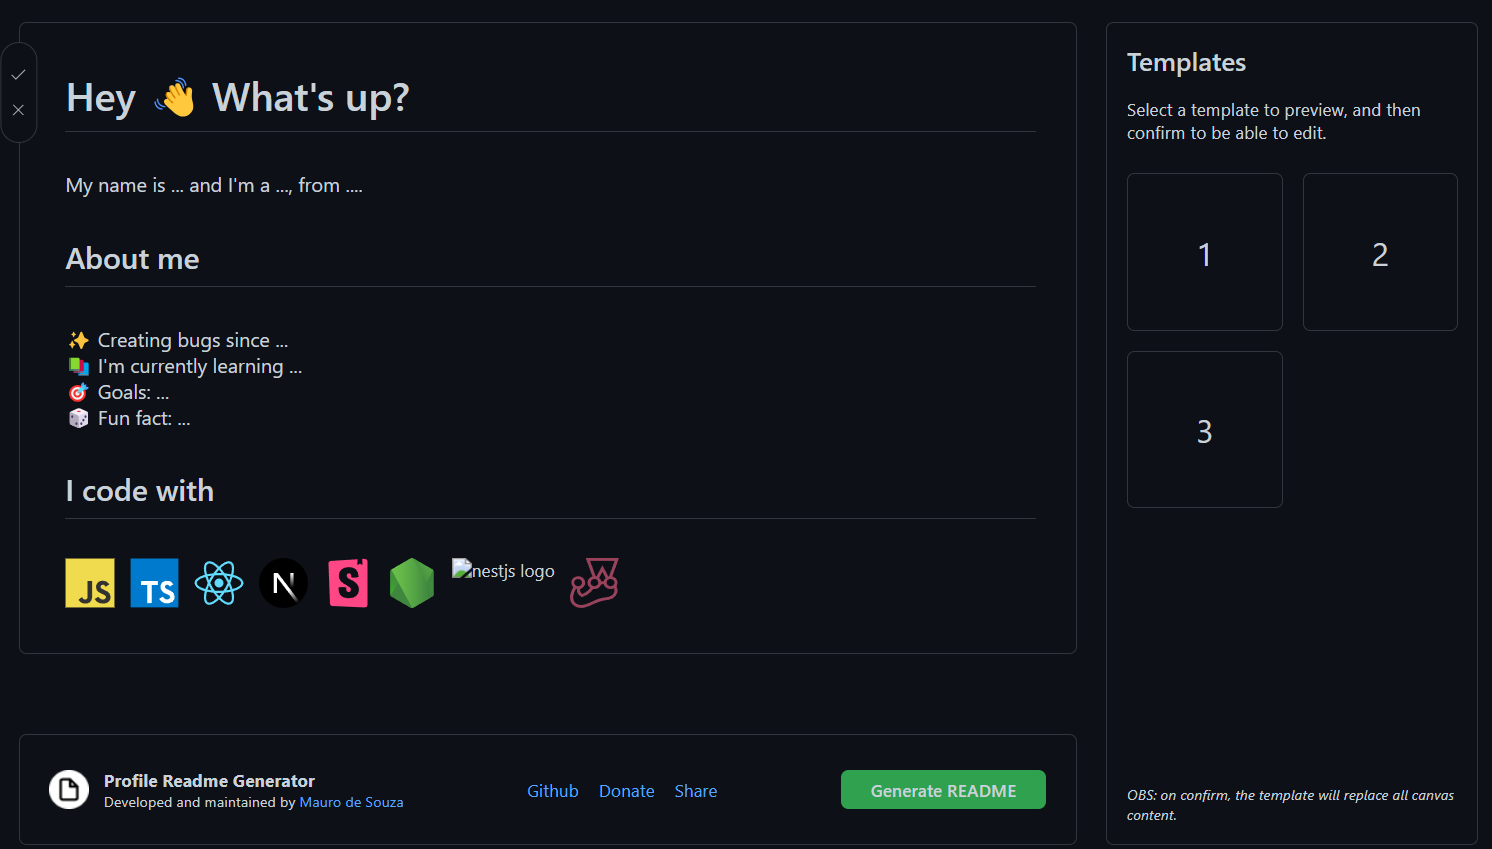 Hey 👋 What's up?
My name is ... and I'm a ..., from ....
About me
✨ Creating bugs since ...
📚 I'm currently learning ...
🎯 Goals: ...
🎲 Fun fact: ...
I code with
JS TS N S nestjs logo
Profile Readme Generator
Developed and maintained by Mauro de Souza
Github Donate Share
Generate README
Templates
Select a template to preview, and then
confirm to be able to edit.
1 2
3
OBS: on confirm, the template will replace all canvas
content.